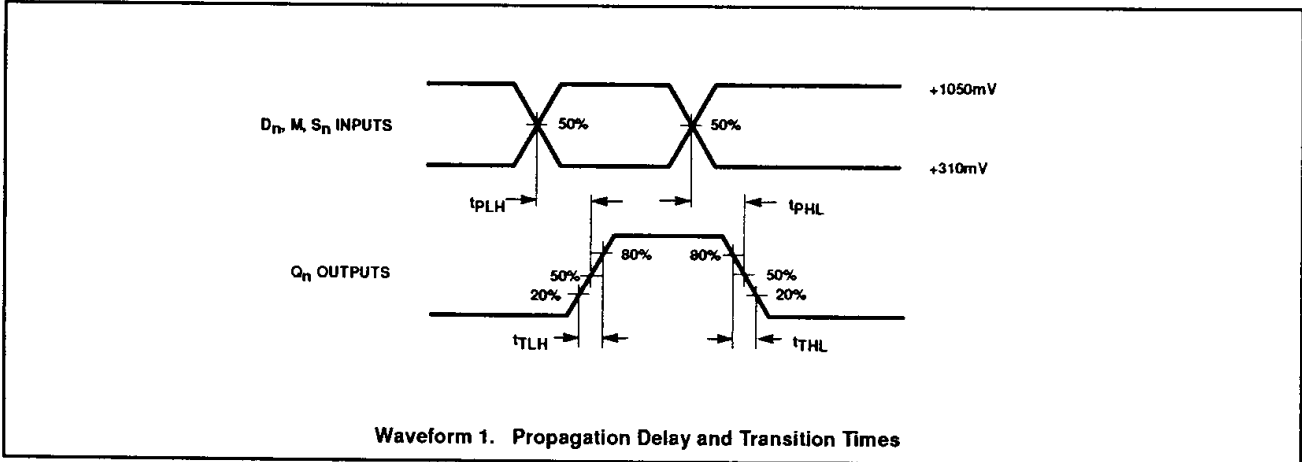 +1050mV
Dn, M, Sn INPUTS
50%
50%
+310mV
tPLH
tPHL
80%
80%
Qn OUTPUTS
50%
50%
20%
20%
tTLH
tTHL
Waveform 1. Propagation Delay and Transition Times